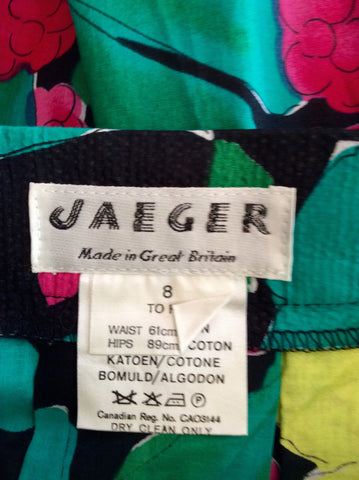 JAEGER
Made in Great Britain
8
TO
WAIST 61cm
HIPS 89cm COTON
KATOEN/COTONE
BOMULD/ALGODON
P
Canadian Reg. No. CA03144
DRY CLEAN ONLY